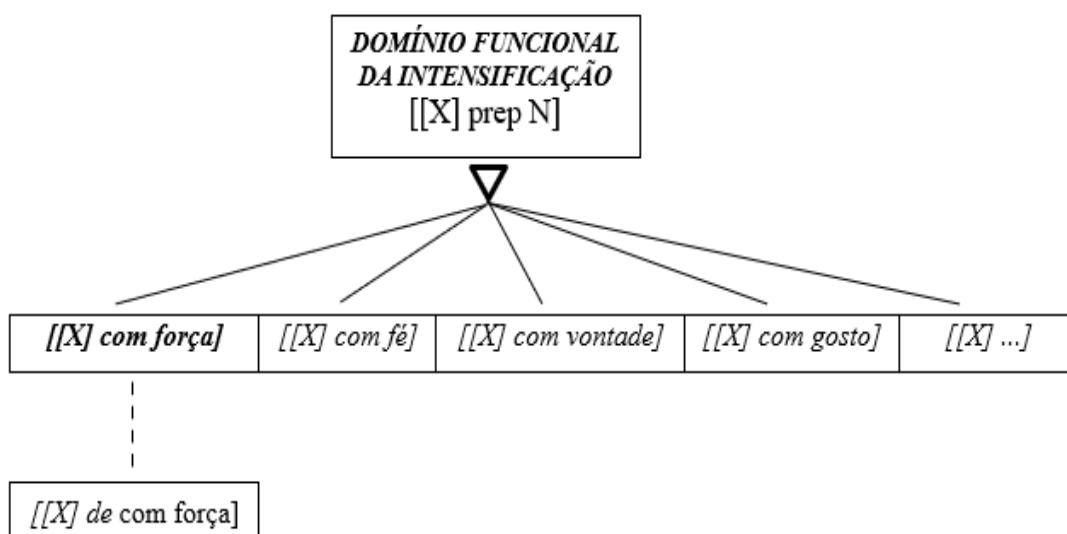 DOMÍNIO FUNCIONAL
DA INTENSIFICAÇÃO
[[X] prep N]
[[X] com força]
[[X] com fé]
[[X] com vontade]
[[X] com gosto]
[[X] ...]
[[X] de com força]